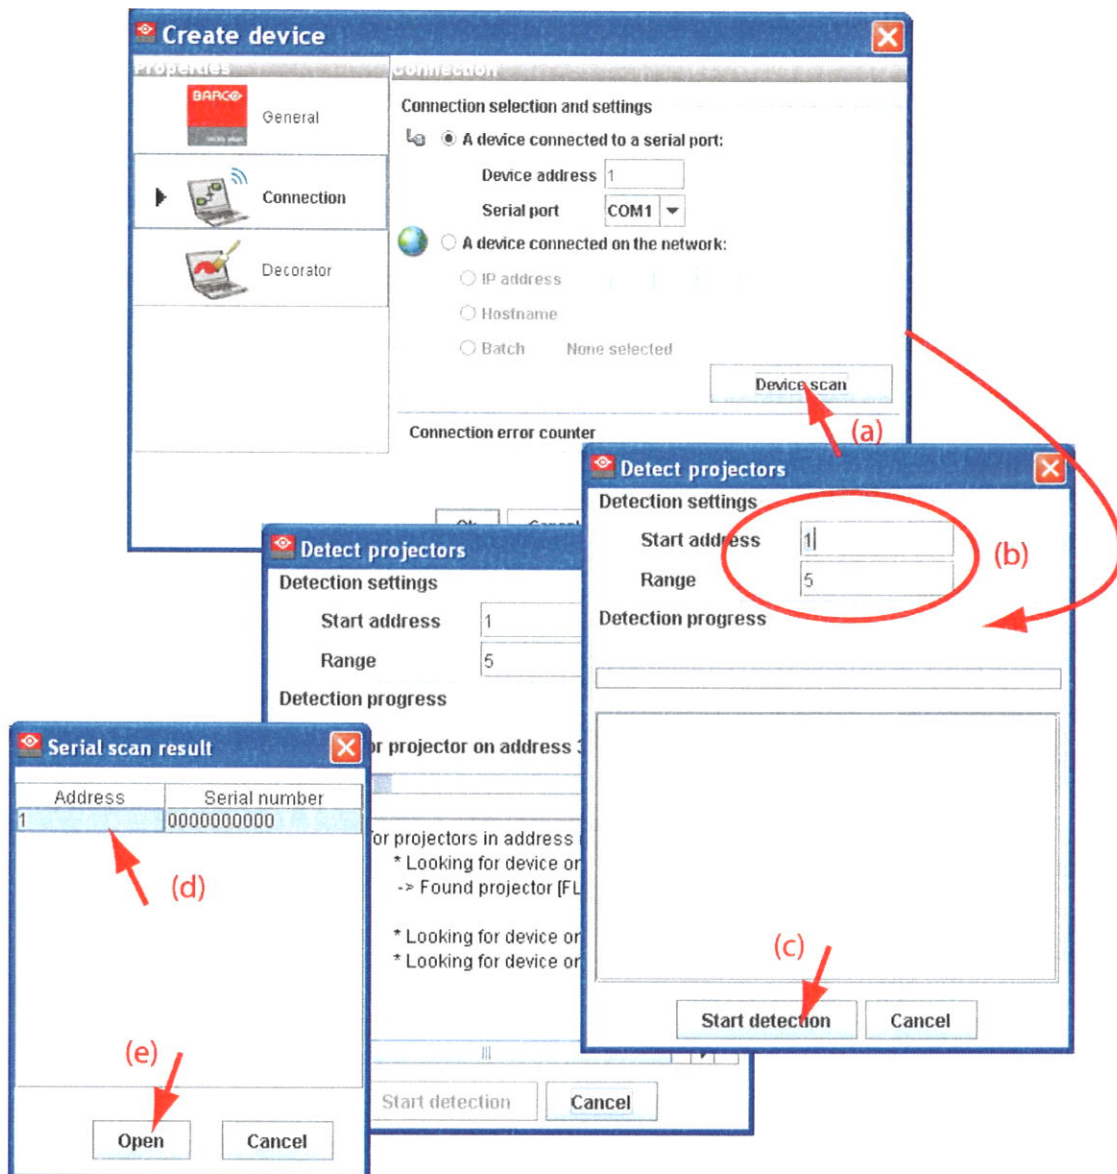 Create device
Properties
Connection
BARCO
General
Connection
Decorator
Connection selection and settings
A device connected to a serial port:
Device address 1
Serial port COM1
A device connected on the network:
IP address
Hostname
Batch None selected
Device scan
(a)
Connection error counter
Detect projectors
Detection settings
Start address 1
Range 5
(b)
Detection progress
(c)
Start detection Cancel
Detect projectors
Detection settings
Start address 1
Range 5
Detection progress
or projector on address 3
for projectors in address
* Looking for device on
-> Found projector [FL
* Looking for device on
* Looking for device on
Start detection Cancel
Serial scan result
Address Serial number
1 0000000000
(d)
(e)
Open Cancel